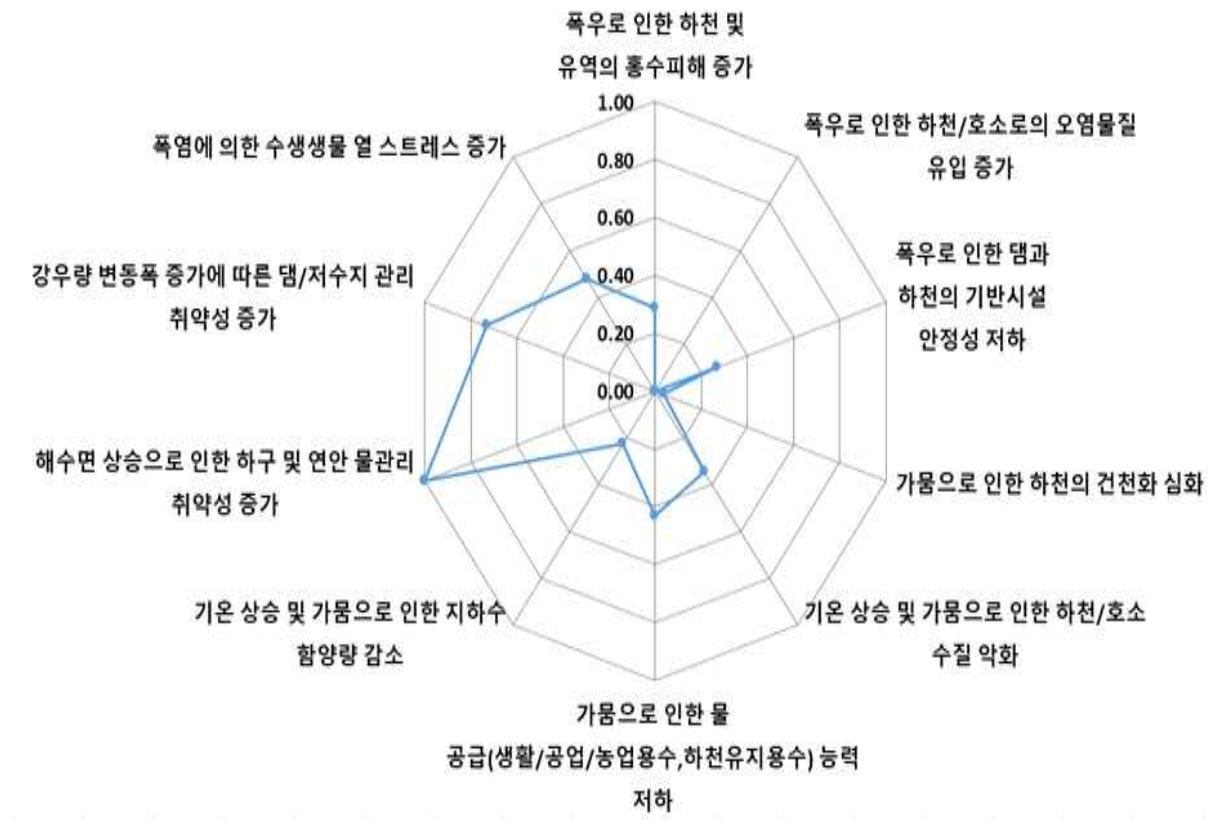 폭우로 인한 하천 및
유역의 홍수피해 증가
폭우로 인한 하천/호소로의 오염물질
유입 증가
폭우로 인한 댐과
하천의 기반시설
안정성 저하
가뭄으로 인한 하천의 건천화 심화
기온 상승 및 가뭄으로 인한 하천/호소
수질 악화
가뭄으로 인한 물
공급(생활/공업/농업용수,하천유지용수) 능력
저하
기온 상승 및 가뭄으로 인한 지하수
함양량 감소
해수면 상승으로 인한 하구 및 연안 물관리
취약성 증가
강우량 변동폭 증가에 따른 댐/저수지 관리
취약성 증가
폭염에 의한 수생생물 열 스트레스 증가
1.00
0.80
0.60
0.40
0.20
0.00